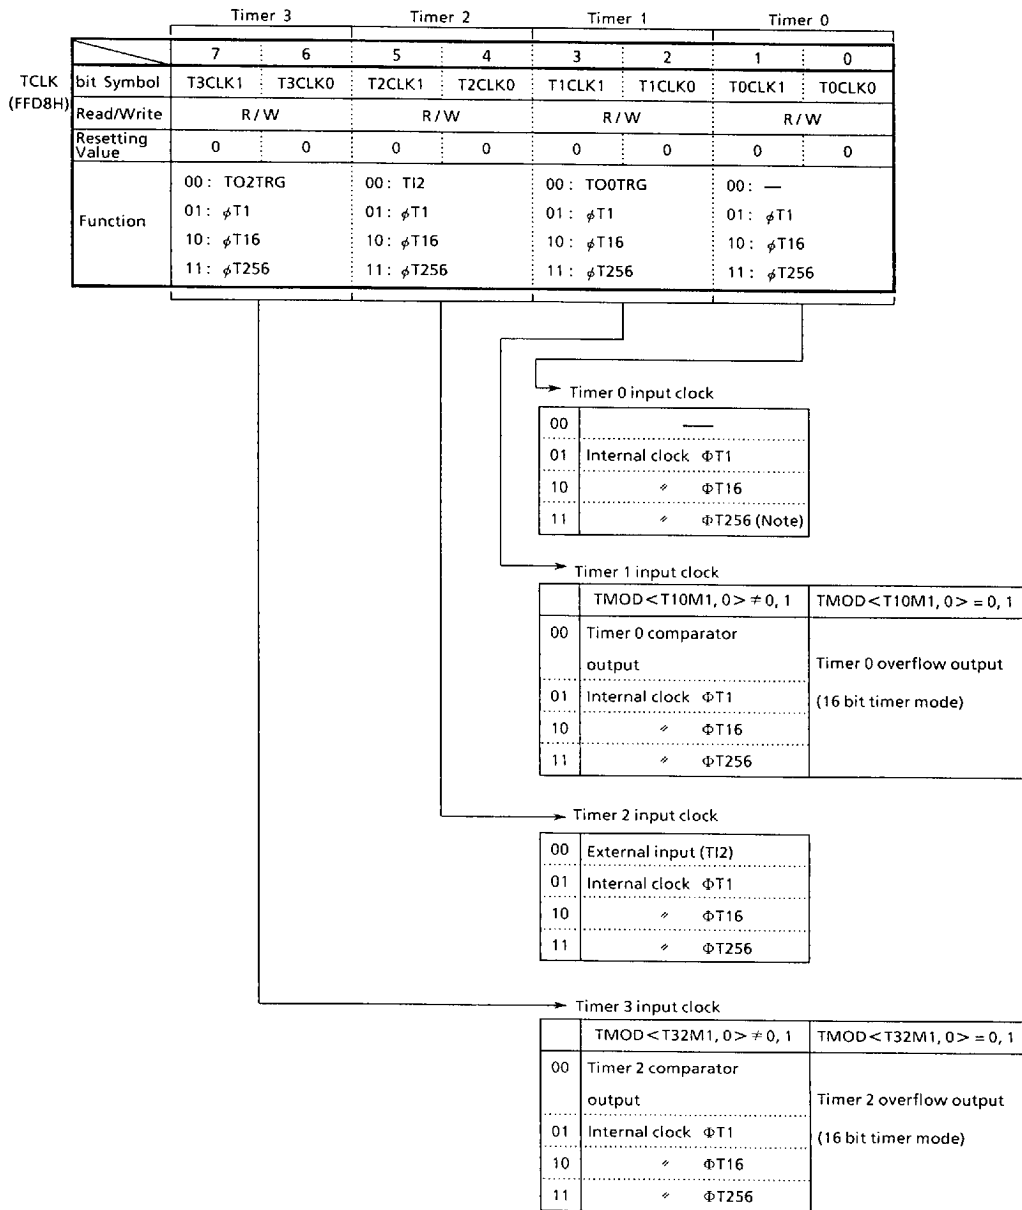 Timer 3 Timer 2 Timer 1 Timer 0
7 6 5 4 3 2 1 0
TCLK (FFD8H)
bit Symbol T3CLK1 T3CLK0 T2CLK1 T2CLK0 T1CLK1 T1CLK0 T0CLK1 T0CLK0
Read/Write R/W R/W R/W R/W
Resetting Value 0 0 0 0 0 0 0 0
Function
00: TO2TRG 00: TI2 00: TO0TRG 00: —
01: φT1 01: φT1 01: φT1 01: φT1
10: φT16 10: φT16 10: φT16 10: φT16
11: φT256 11: φT256 11: φT256 11: φT256
Timer 0 input clock
00 —
01 Internal clock ΦT1
10 〃 ΦT16
11 〃 ΦT256 (Note)
Timer 1 input clock
TMOD<T10M1, 0> ≠ 0, 1 TMOD<T10M1, 0> = 0, 1
00 Timer 0 comparator
output
01 Internal clock ΦT1
10 〃 ΦT16
11 〃 ΦT256
Timer 0 overflow output
(16 bit timer mode)
Timer 2 input clock
00 External input (TI2)
01 Internal clock ΦT1
10 〃 ΦT16
11 〃 ΦT256
Timer 3 input clock
TMOD<T32M1, 0> ≠ 0, 1 TMOD<T32M1, 0> = 0, 1
00 Timer 2 comparator
output
01 Internal clock ΦT1
10 〃 ΦT16
11 〃 ΦT256
Timer 2 overflow output
(16 bit timer mode)